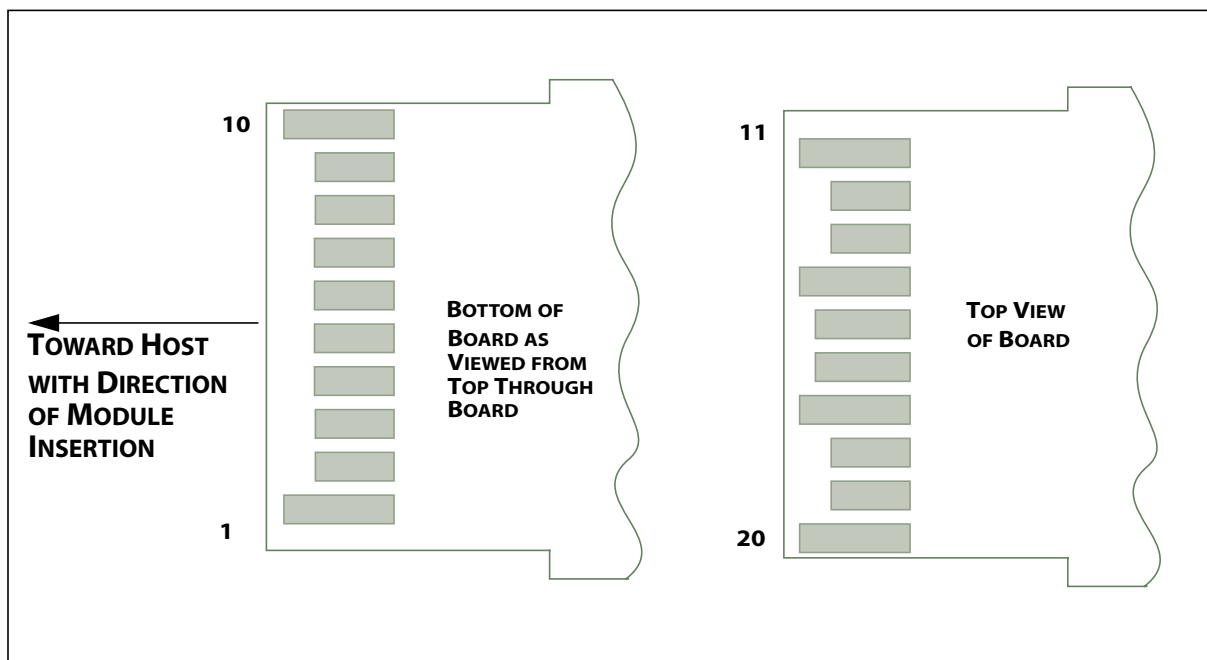 10
1
TOWARD HOST
WITH DIRECTION
OF MODULE
INSERTION
BOTTOM OF
BOARD AS
VIEWED FROM
TOP THROUGH
BOARD
11
20
TOP VIEW
OF BOARD